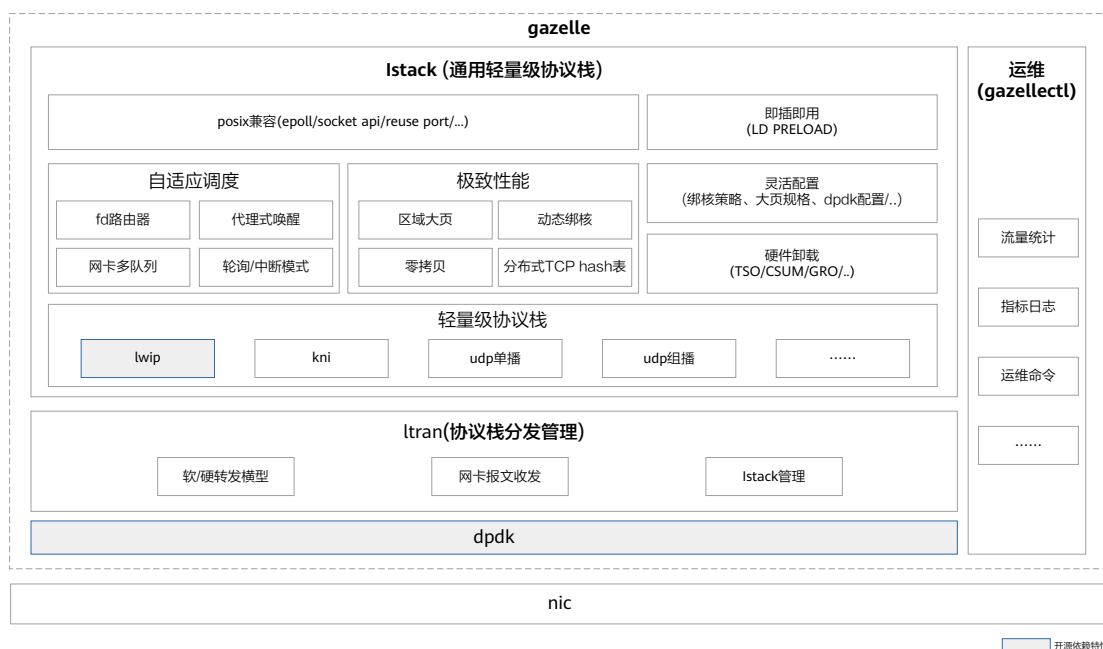 gazelle
lstack (通用轻量级协议栈)
posix兼容(epoll/socket api/reuse port/...)
即插即用
(LD PRELOAD)
自适应调度
fd路由器
代理式唤醒
网卡多队列
轮询/中断模式
极致性能
区域大页
动态绑核
零拷贝
分布式TCP hash表
灵活配置
(绑核策略、大页规格、dpdk配置/..)
硬件卸载
(TSO/CSUM/GRO/..)
轻量级协议栈
lwip
kni
udp单播
udp组播
……
ltran(协议栈分发管理)
软/硬转发横型
网卡报文收发
lstack管理
dpdk
运维
(gazellectl)
流量统计
指标日志
运维命令
……
nic
开源依赖特性